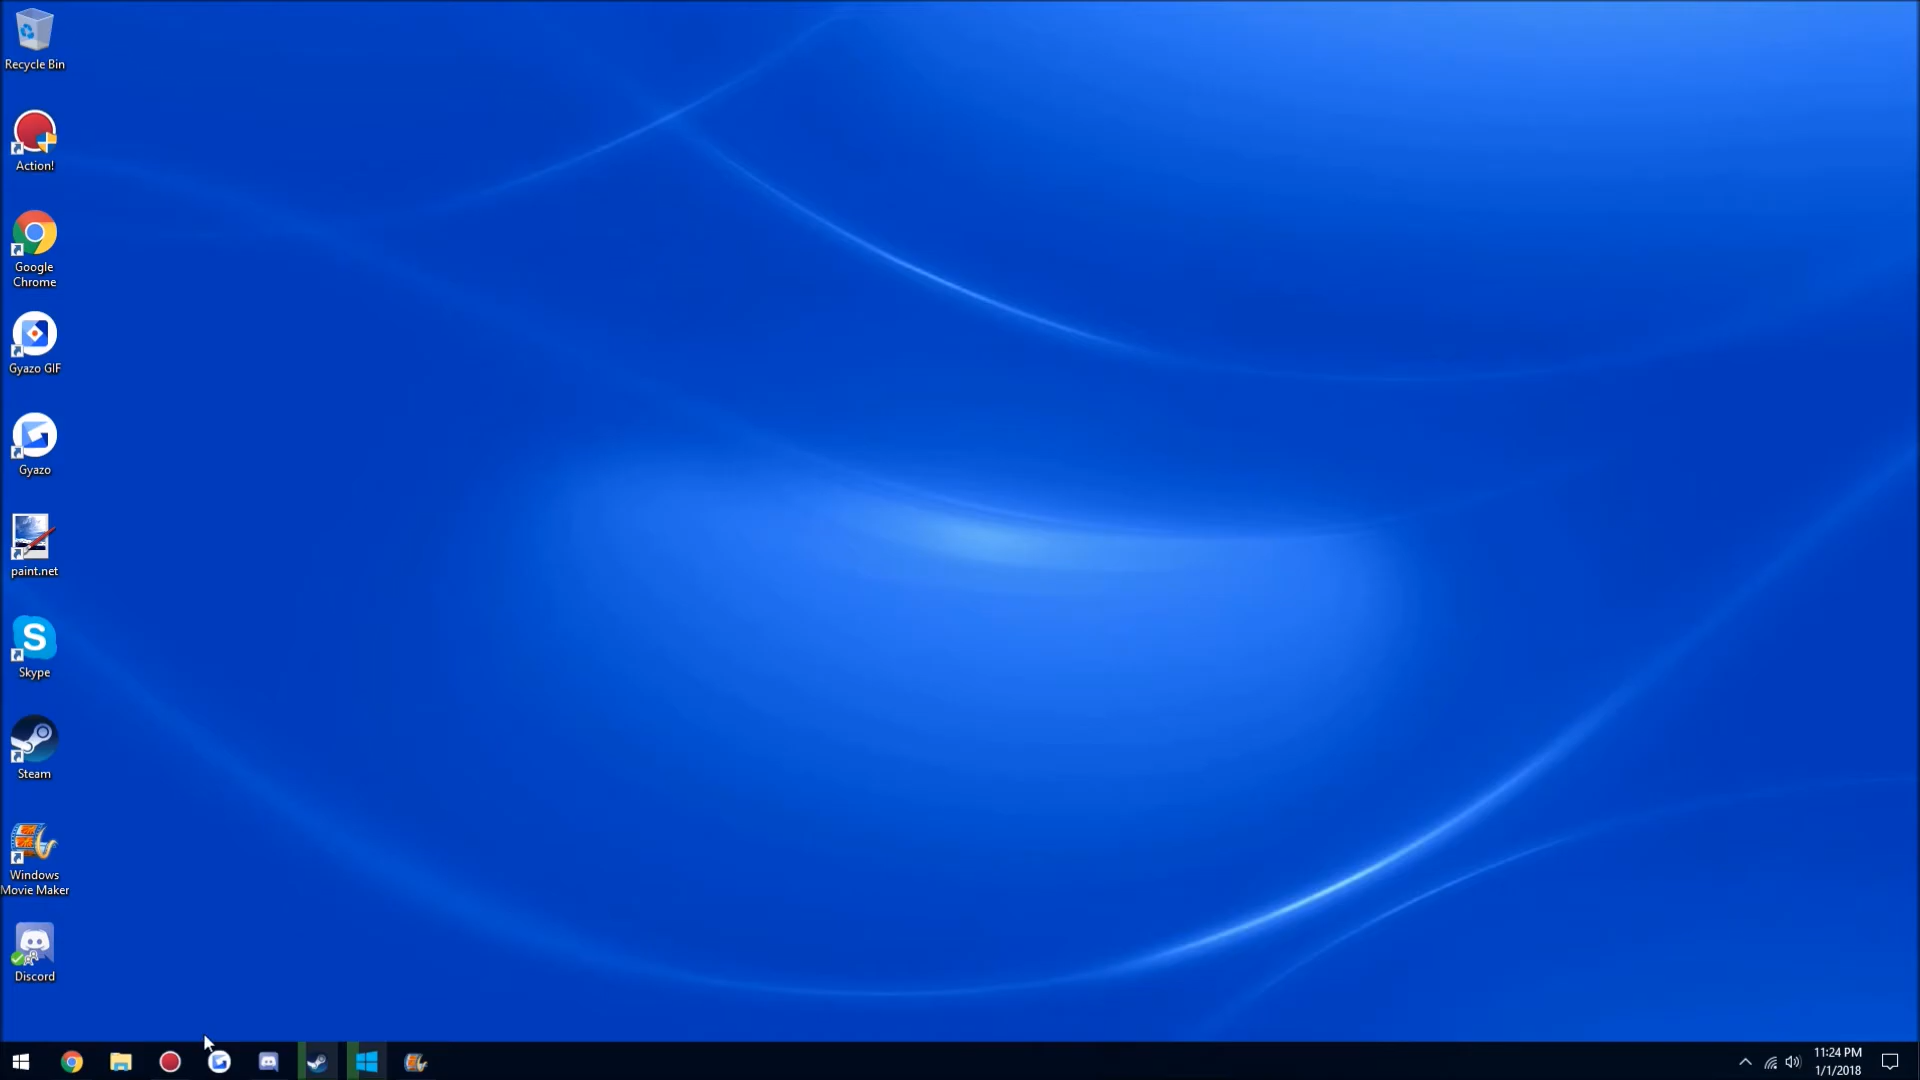 Recycle Bin
Action!
Google
Chrome
Gyazo GIF
Gyazo
paint.net
S
Skype
Steam
Windows
Movie Maker
Discord
11:24 PM
1/1/2018